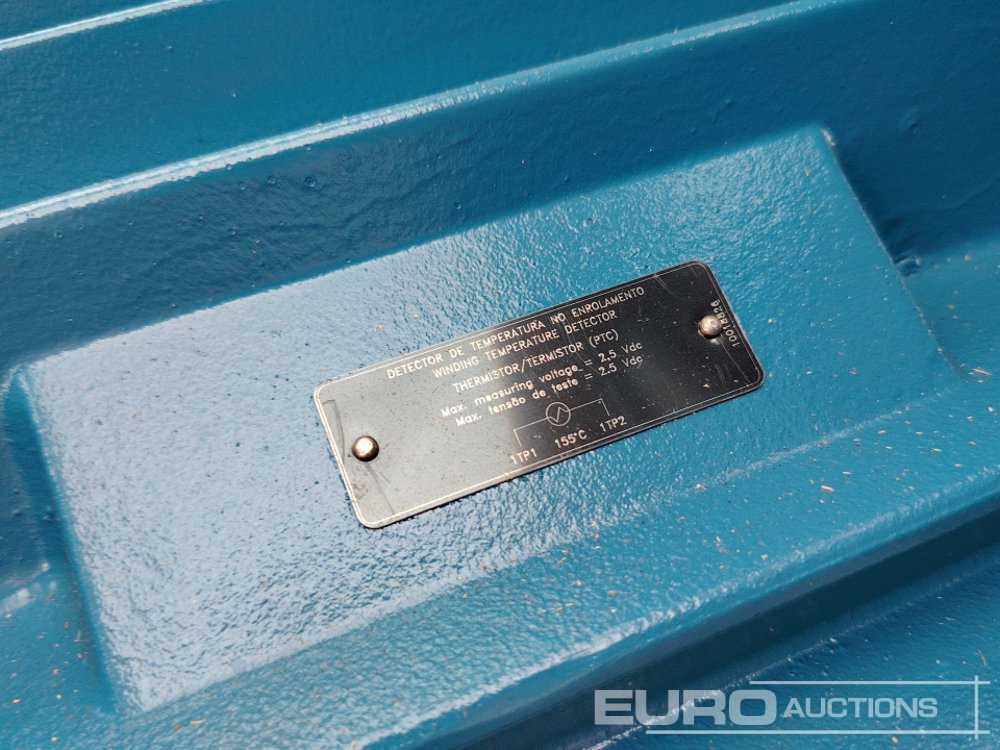 DETECTOR DE TEMPERATURA NO ENROLAMENTO
WINDING TEMPERATURE DETECTOR
THERMISTOR/TERMISTOR (PTC)
Max. measuring voltage = 2,5 Vdc
Max. tensão de teste = 2.5 Vdc
1TP1 155°C 1TP2
10018826
EURO AUCTIONS